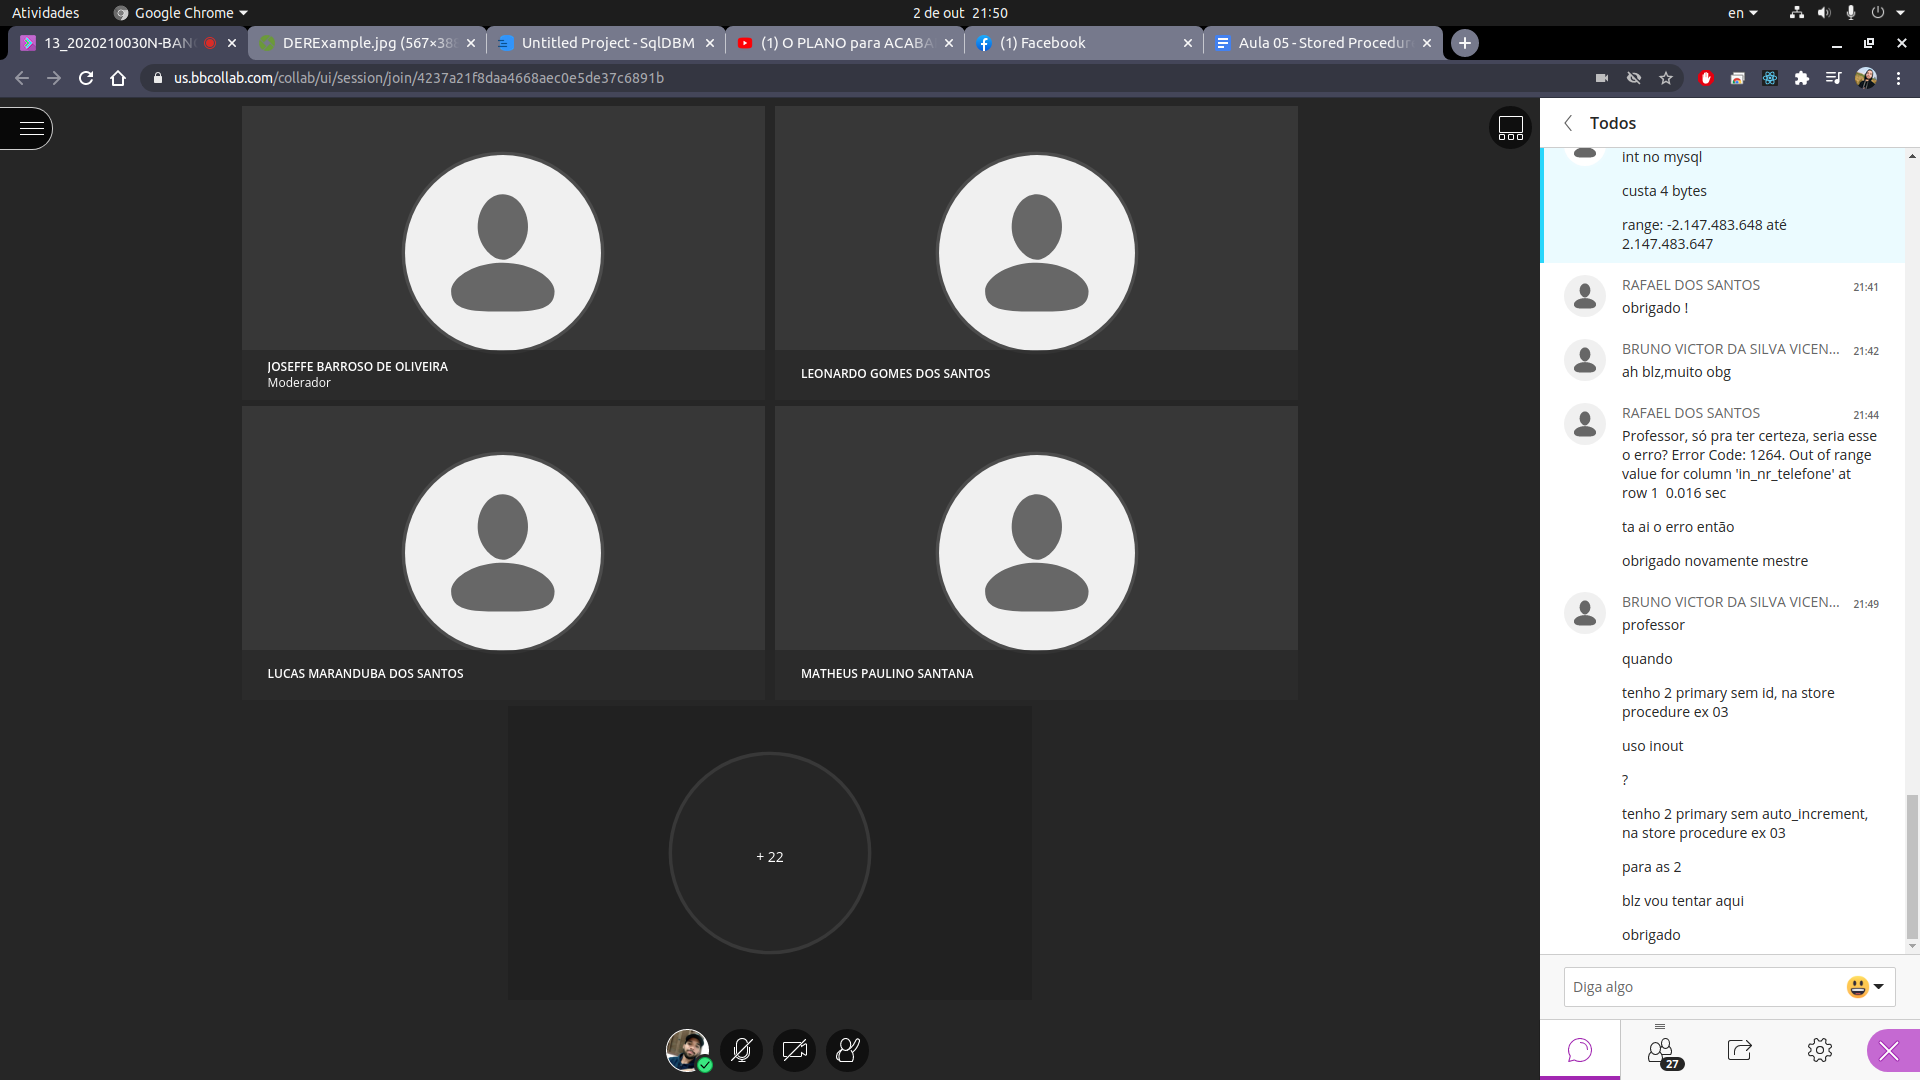 Atividades
Google Chrome
2 de out 21:50
en
13_2020210030N-BAN
DERExample.jpg (567×388
Untitled Project - SqlDBM
(1) O PLANO para ACABA
(1) Facebook
Aula 05 - Stored Procedur
us.bbcollab.com/collab/ui/session/join/4237a21f8daa4668aec0e5de37c6891b
JOSEFFE BARROSO DE OLIVEIRA
Moderador
LEONARDO GOMES DOS SANTOS
LUCAS MARANDUBA DOS SANTOS
MATHEUS PAULINO SANTANA
+ 22
Todos
int no mysql
custa 4 bytes
range: -2.147.483.648 até
2.147.483.647
RAFAEL DOS SANTOS 21:41
obrigado !
BRUNO VICTOR DA SILVA VICEN... 21:42
ah blz,muito obg
RAFAEL DOS SANTOS 21:44
Professor, só pra ter certeza, seria esse
o erro? Error Code: 1264. Out of range
value for column 'in_nr_telefone' at
row 1 0.016 sec
ta ai o erro então
obrigado novamente mestre
BRUNO VICTOR DA SILVA VICEN... 21:49
professor
quando
tenho 2 primary sem id, na store
procedure ex 03
uso inout
?
tenho 2 primary sem auto_increment,
na store procedure ex 03
para as 2
blz vou tentar aqui
obrigado
Diga algo
27